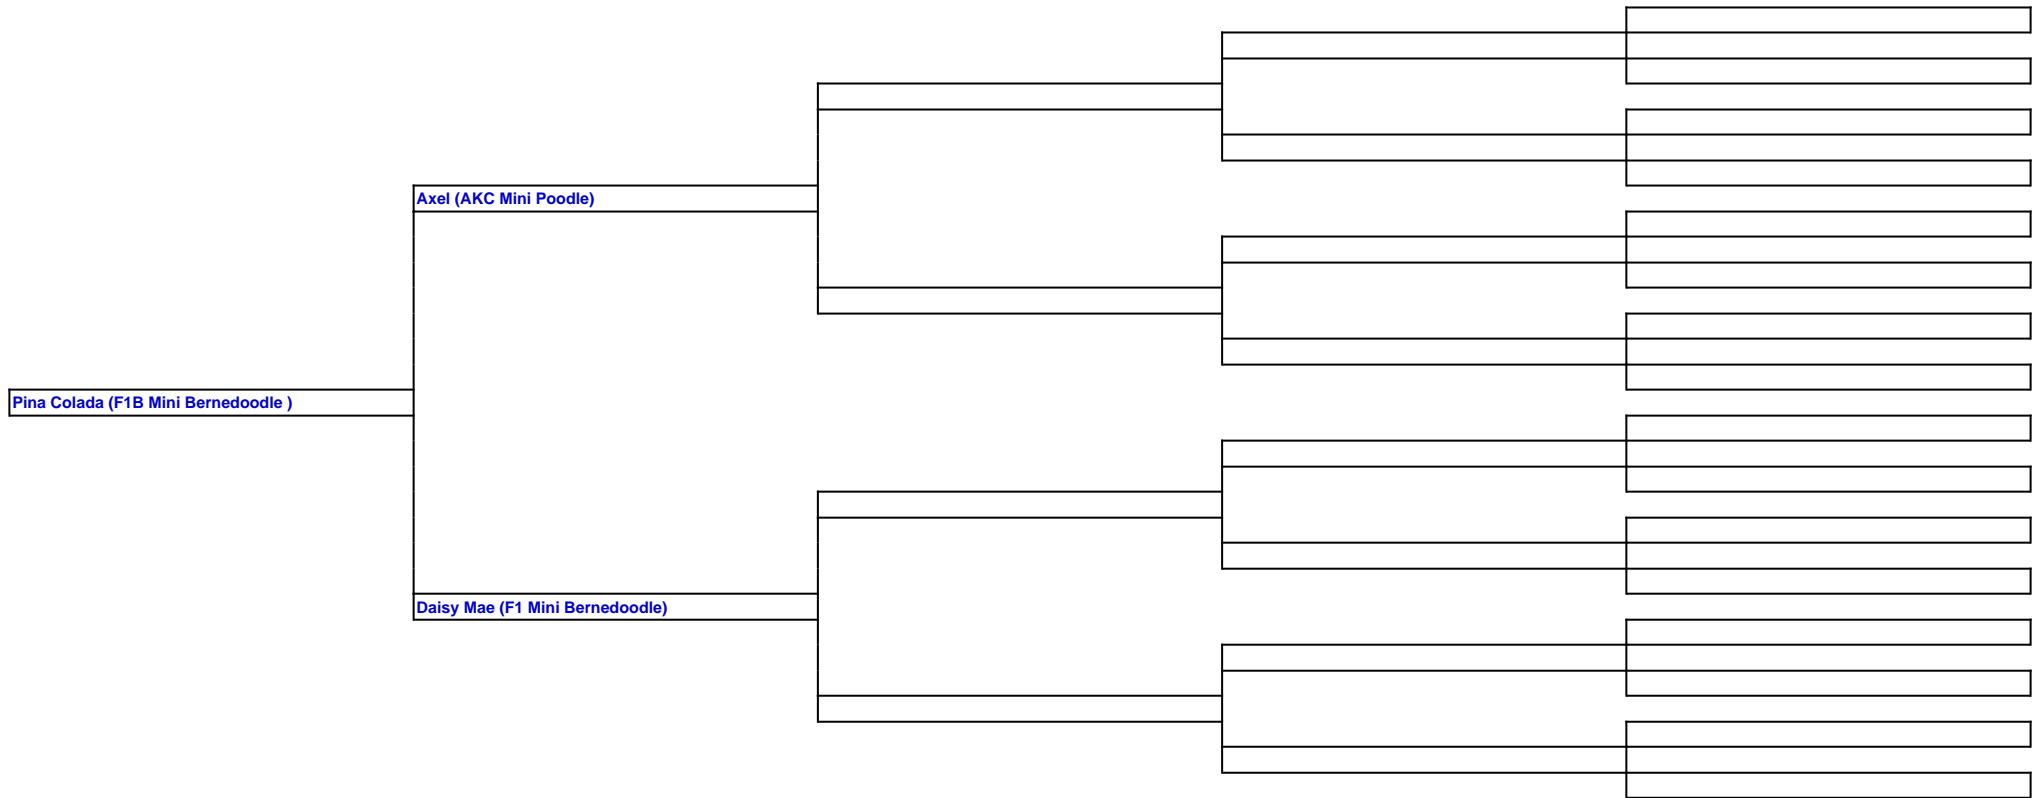 Axel (AKC Mini Poodle)
Pina Colada (F1B Mini Bernedoodle )
Daisy Mae (F1 Mini Bernedoodle)